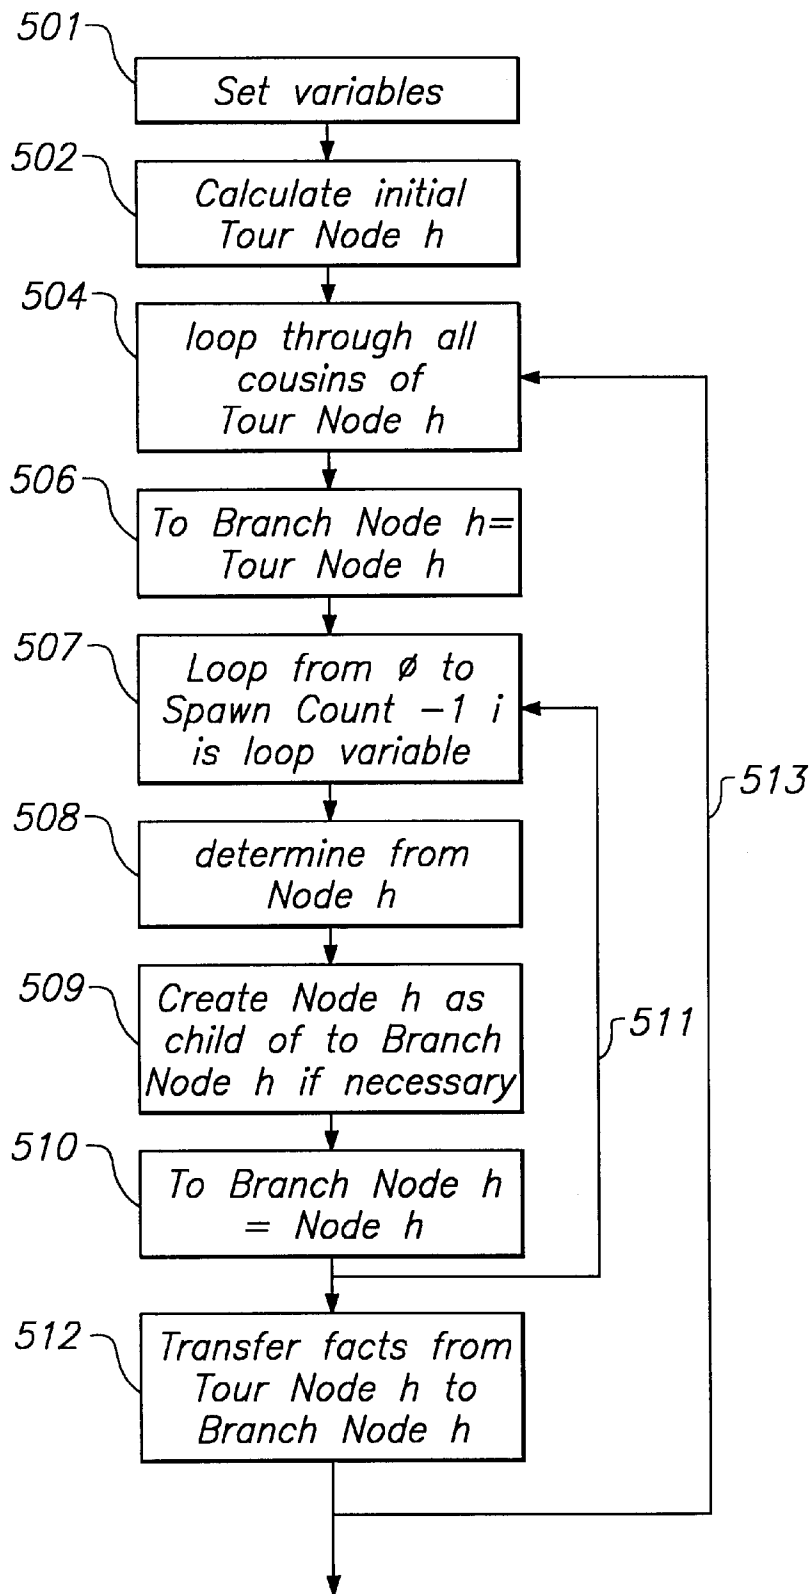 501
Set variables
502
Calculate initial
Tour Node h
504
loop through all
cousins of
Tour Node h
506
To Branch Node h=
Tour Node h
507
Loop from ø to
Spawn Count -1 i
is loop variable
513
508
determine from
Node h
509
Create Node h as
child of to Branch
Node h if necessary
511
510
To Branch Node h
= Node h
512
Transfer facts from
Tour Node h to
Branch Node h